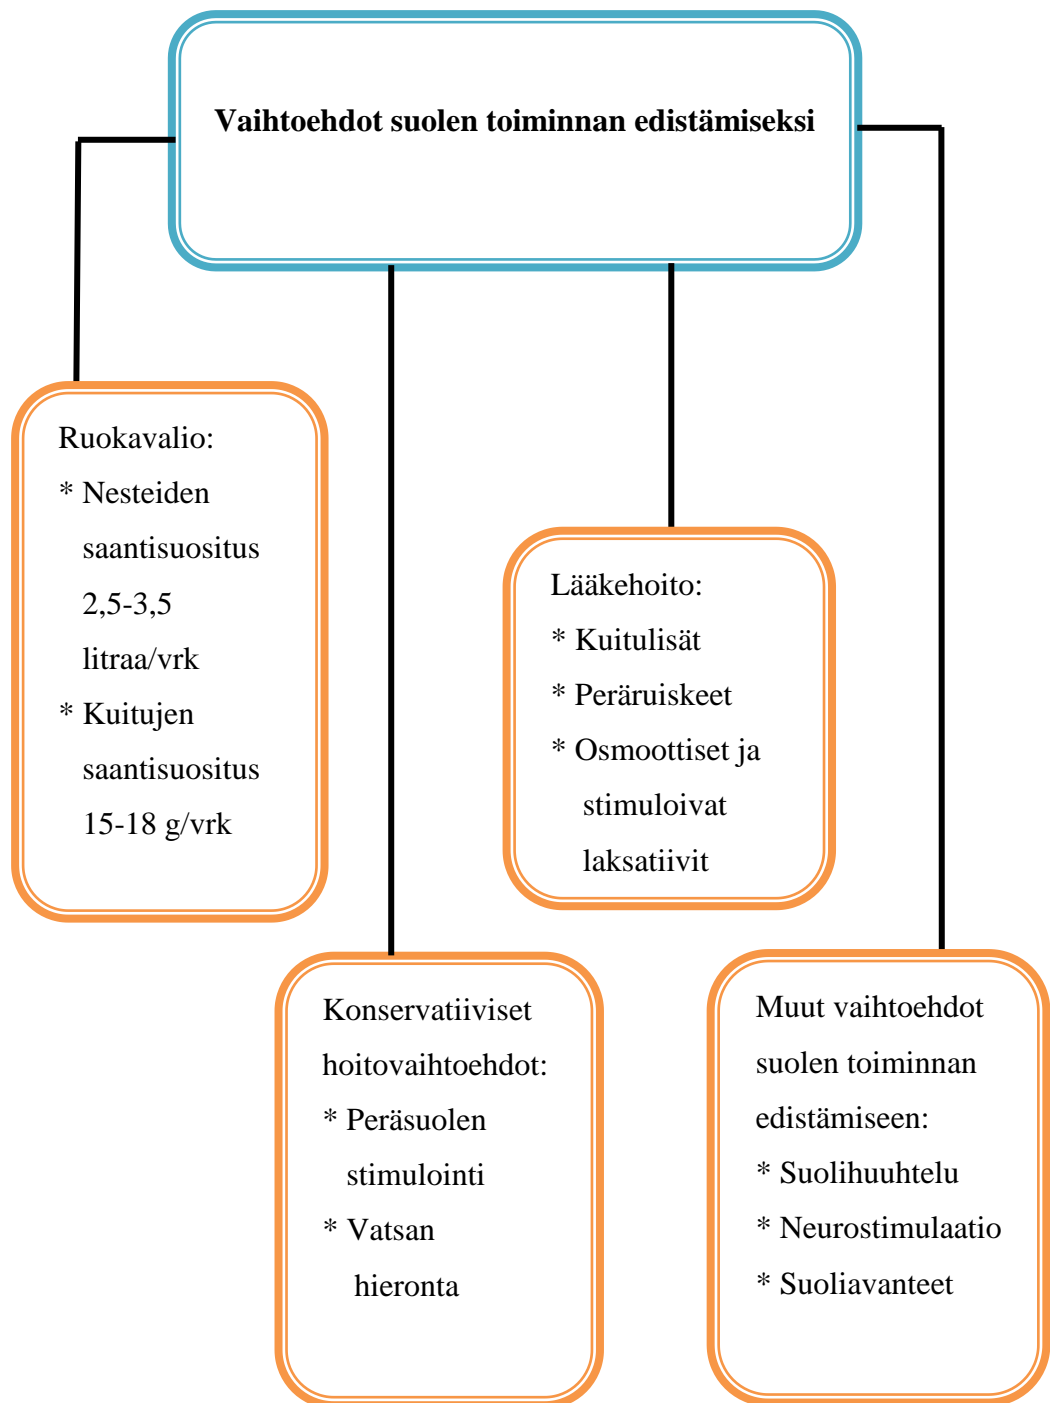 Vaihtoehdot suolen toiminnan edistämiseksi
Ruokavalio:
* Nesteiden
saantisuositus
2,5-3,5
litraa/vrk
* Kuitujen
saantisuositus
15-18 g/vrk
Lääkehoito:
* Kuitulisät
* Peräruiskeet
* Osmoottiset ja
stimuloivat
laksatiivit
Konservatiiviset
hoitovaihtoehdot:
* Peräsuolen
stimulointi
* Vatsan
hieronta
Muut vaihtoehdot
suolen toiminnan
edistämiseen:
* Suolihuuhtelu
* Neurostimulaatio
* Suoliavanteet